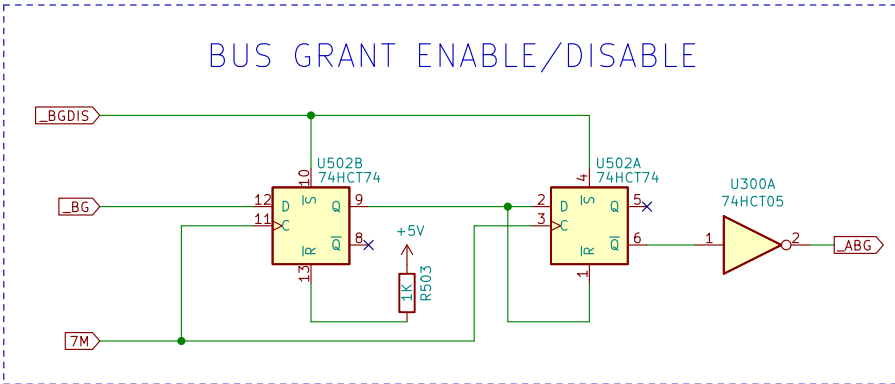 BUS GRANT ENABLE/DISABLE
_BGDIS
U502B
74HCT74
10
S
12
D
Q
9
11
C
Q
8
R
13
_BG
+5V
1K
R503
7M
U502A
74HCT74
4
S
2
D
Q
5
3
C
Q
6
R
1
U300A
74HCT05
1
2
_ABG